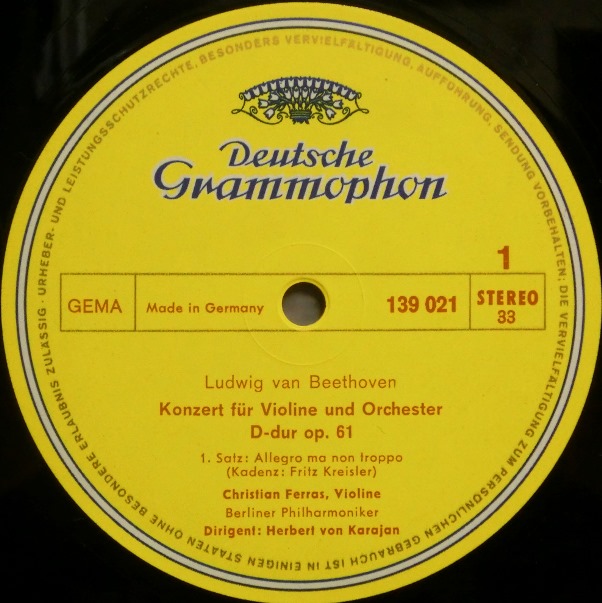 URHEBER- UND LEISTUNGSSCHUTZRECHTE, BESONDERS VERVIELFÄLTIGUNG, AUFFÜHRUNG, SENDUNG VORBEHALTEN; DIE VERVIELFÄLTIGUNG ZUM PERSÖNLICHEN GEBRAUCH IST IN EINIGEN STAATEN OHNE BESONDERE ERLAUBNIS ZULÄSSIG ·
Deutsche
Grammophon
1
GEMA
Made in Germany
139 021
STEREO
33
Ludwig van Beethoven
Konzert für Violine und Orchester
D-dur op. 61
1. Satz: Allegro ma non troppo
(Kadenz: Fritz Kreisler)
Christian Ferras, Violine
Berliner Philharmoniker
Dirigent: Herbert von Karajan